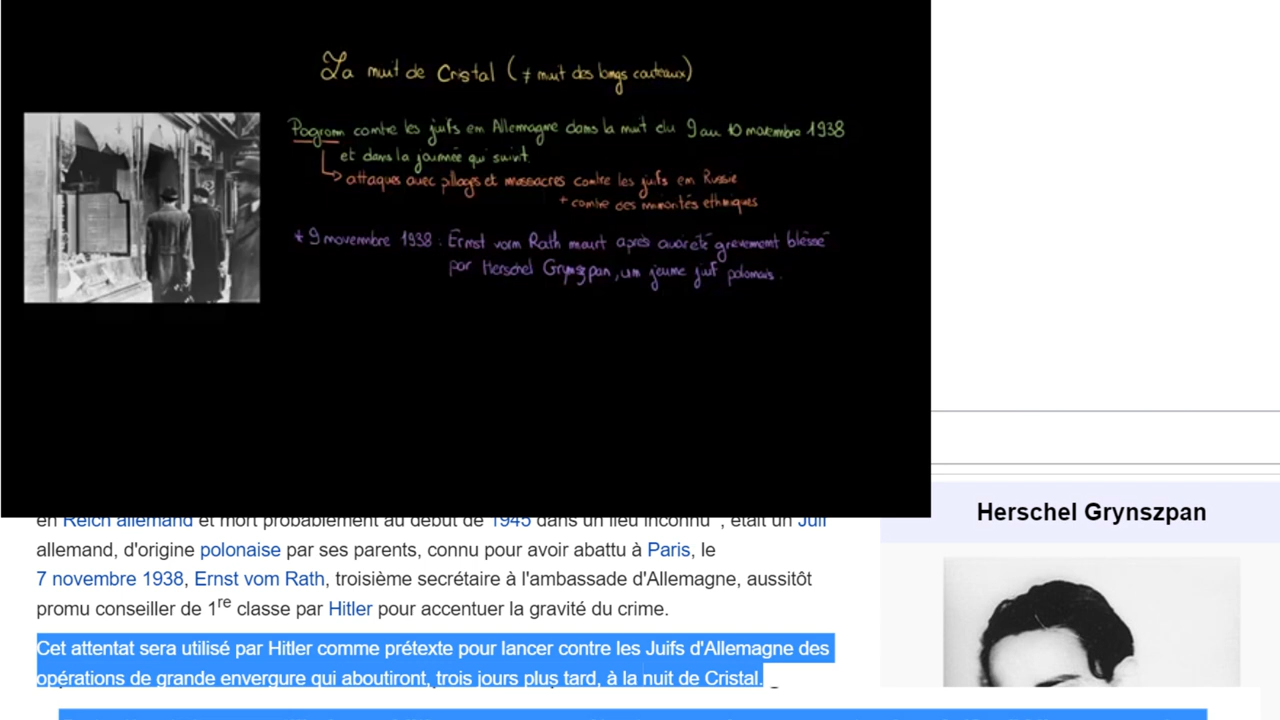 La nuit de Cristal (≠ nuit des longs couteaux)
Pogrom contre les juifs en Allemagne dans la nuit du 9 au 10 novembre 1938
et dans la journée qui suivit.
attaques avec pillages et massacres contre les juifs en Russie
+ contre des minorités ethniques
* 9 novembre 1938 : Ernst vom Rath meurt après avoir été grèvement blessé
par Herschel Grynszpan, un jeune juif polonais.
en Reich allemand et mort probablement au début de 1945 dans un lieu inconnu , était un Juif
allemand, d'origine polonaise par ses parents, connu pour avoir abattu à Paris, le
7 novembre 1938, Ernst vom Rath, troisième secrétaire à l'ambassade d'Allemagne, aussitôt
promu conseiller de 1re classe par Hitler pour accentuer la gravité du crime.
Cet attentat sera utilisé par Hitler comme prétexte pour lancer contre les Juifs d'Allemagne des
opérations de grande envergure qui aboutiront, trois jours plus tard, à la nuit de Cristal.
Herschel Grynszpan